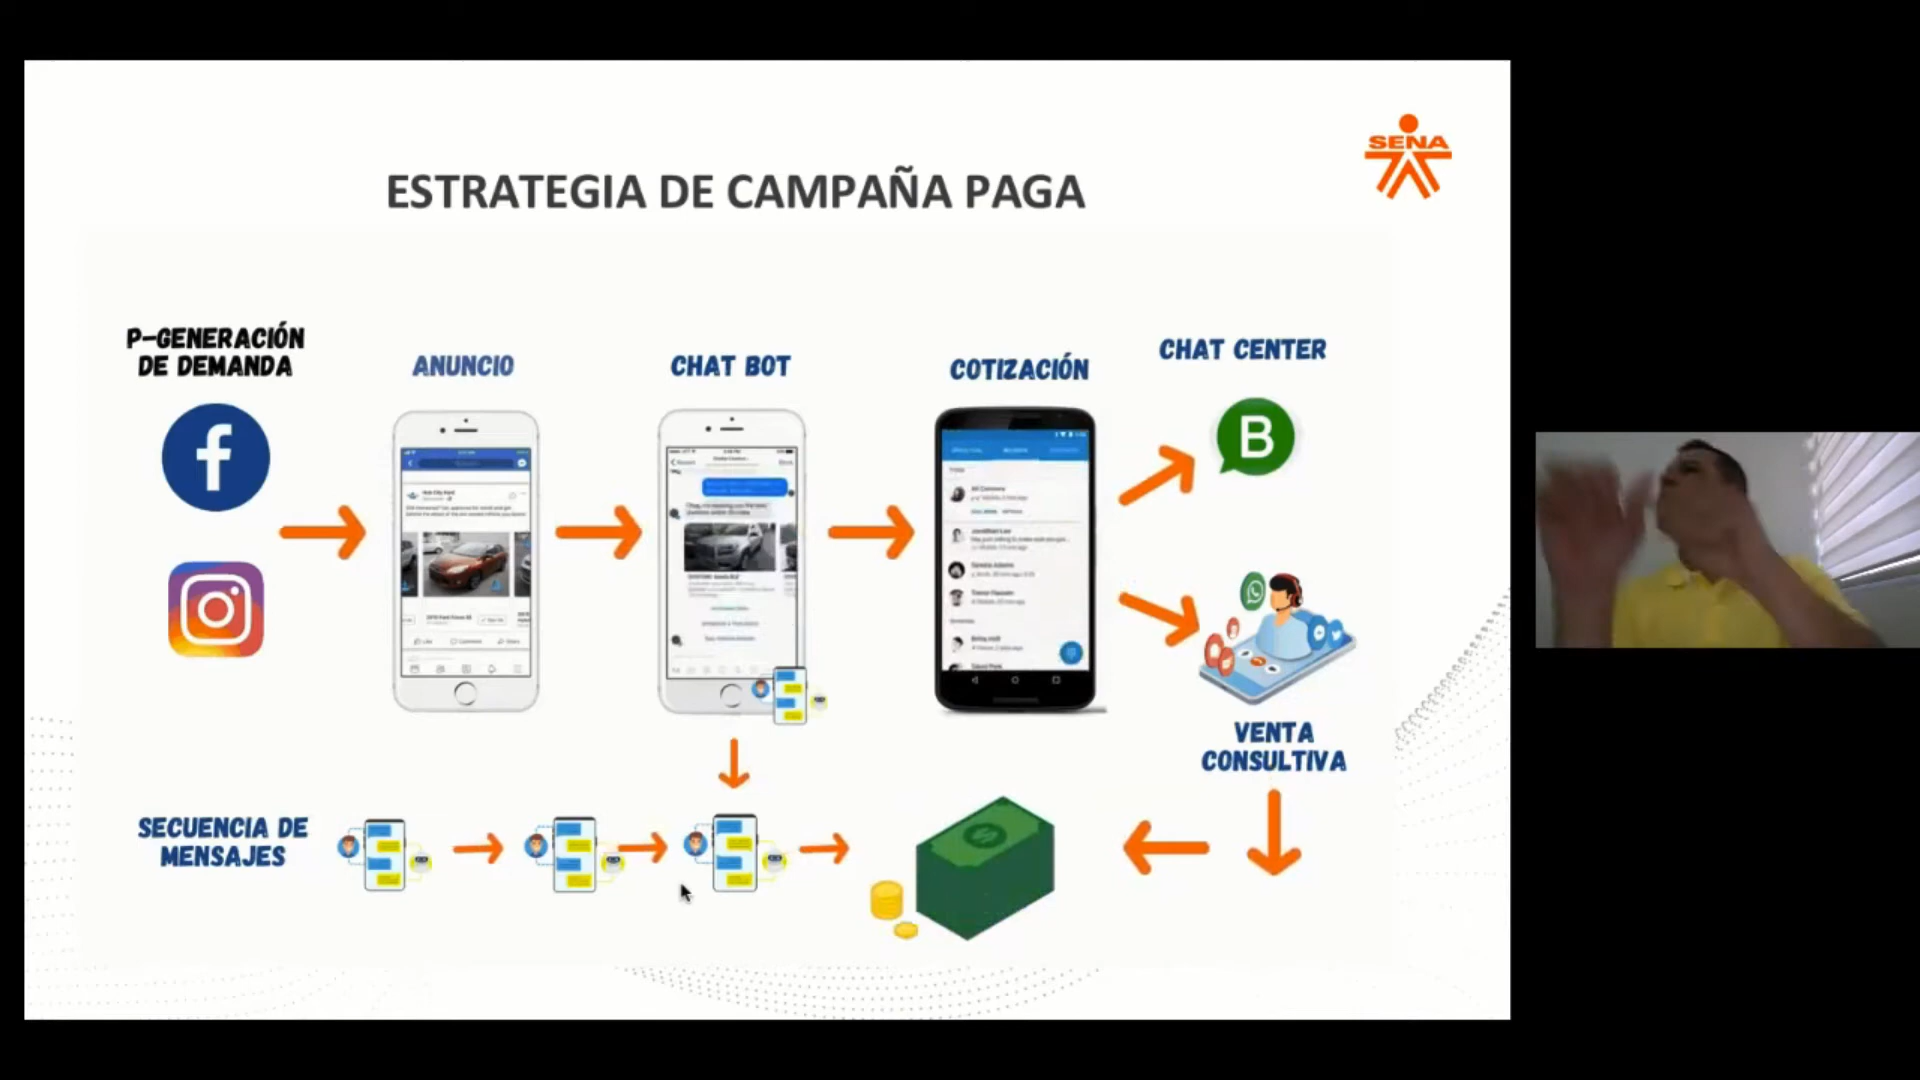 SENA
ESTRATEGIA DE CAMPAÑA PAGA
P-GENERACIÓN
DE DEMANDA
ANUNCIO
CHAT BOT
COTIZACIÓN
CHAT CENTER
B
VENTA
CONSULTIVA
SECUENCIA DE
MENSAJES